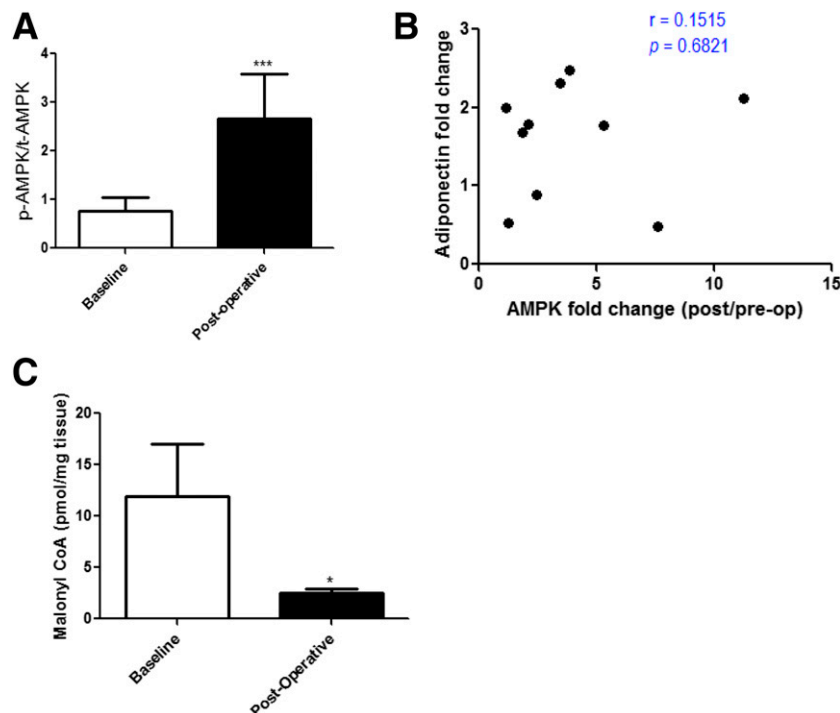 A
p-AMPK/t-AMPK
4
3
2
1
0
***
Baseline
Post-operative
B
r = 0.1515
p = 0.6821
Adiponectin fold change
3
2
1
0
0 5 10 15
AMPK fold change (post/pre-op)
C
Malonyl CoA (pmol/mg tissue)
20
15
10
5
0
*
Baseline
Post-Operative